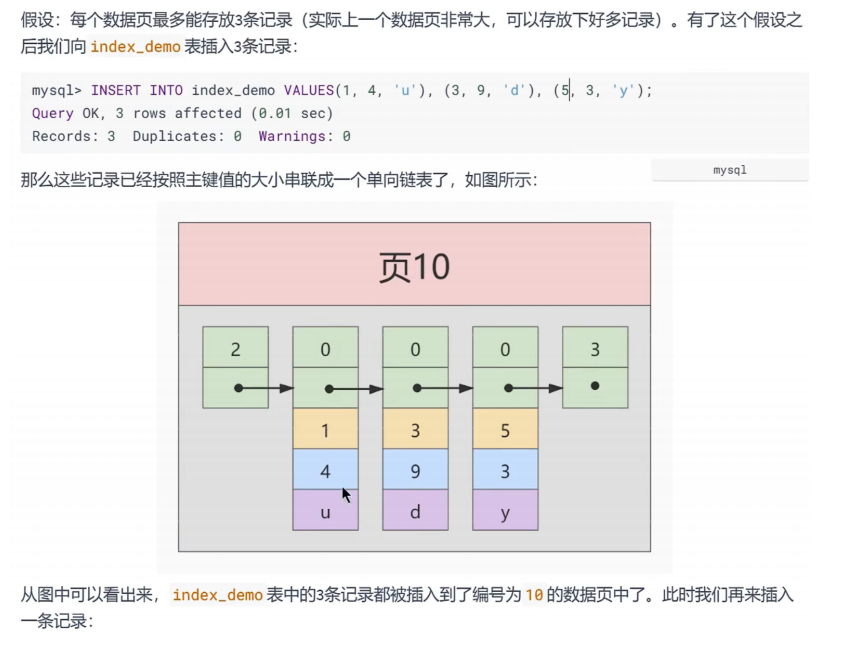 假设：每个数据页最多能存放3条记录（实际上一个数据页非常大，可以存放下好多记录）。有了这个假设之
后我们向 index_demo 表插入3条记录：
mysql> INSERT INTO index_demo VALUES(1, 4, 'u'), (3, 9, 'd'), (5, 3, 'y');
Query OK, 3 rows affected (0.01 sec)
Records: 3  Duplicates: 0  Warnings: 0
mysql
那么这些记录已经按照主键值的大小串联成一个单向链表了，如图所示：
页10
2 0 0 0 3
1 3 5
4 9 3
u d y
从图中可以看出来， index_demo 表中的3条记录都被插入到了编号为 10 的数据页中了。此时我们再来插入
一条记录：